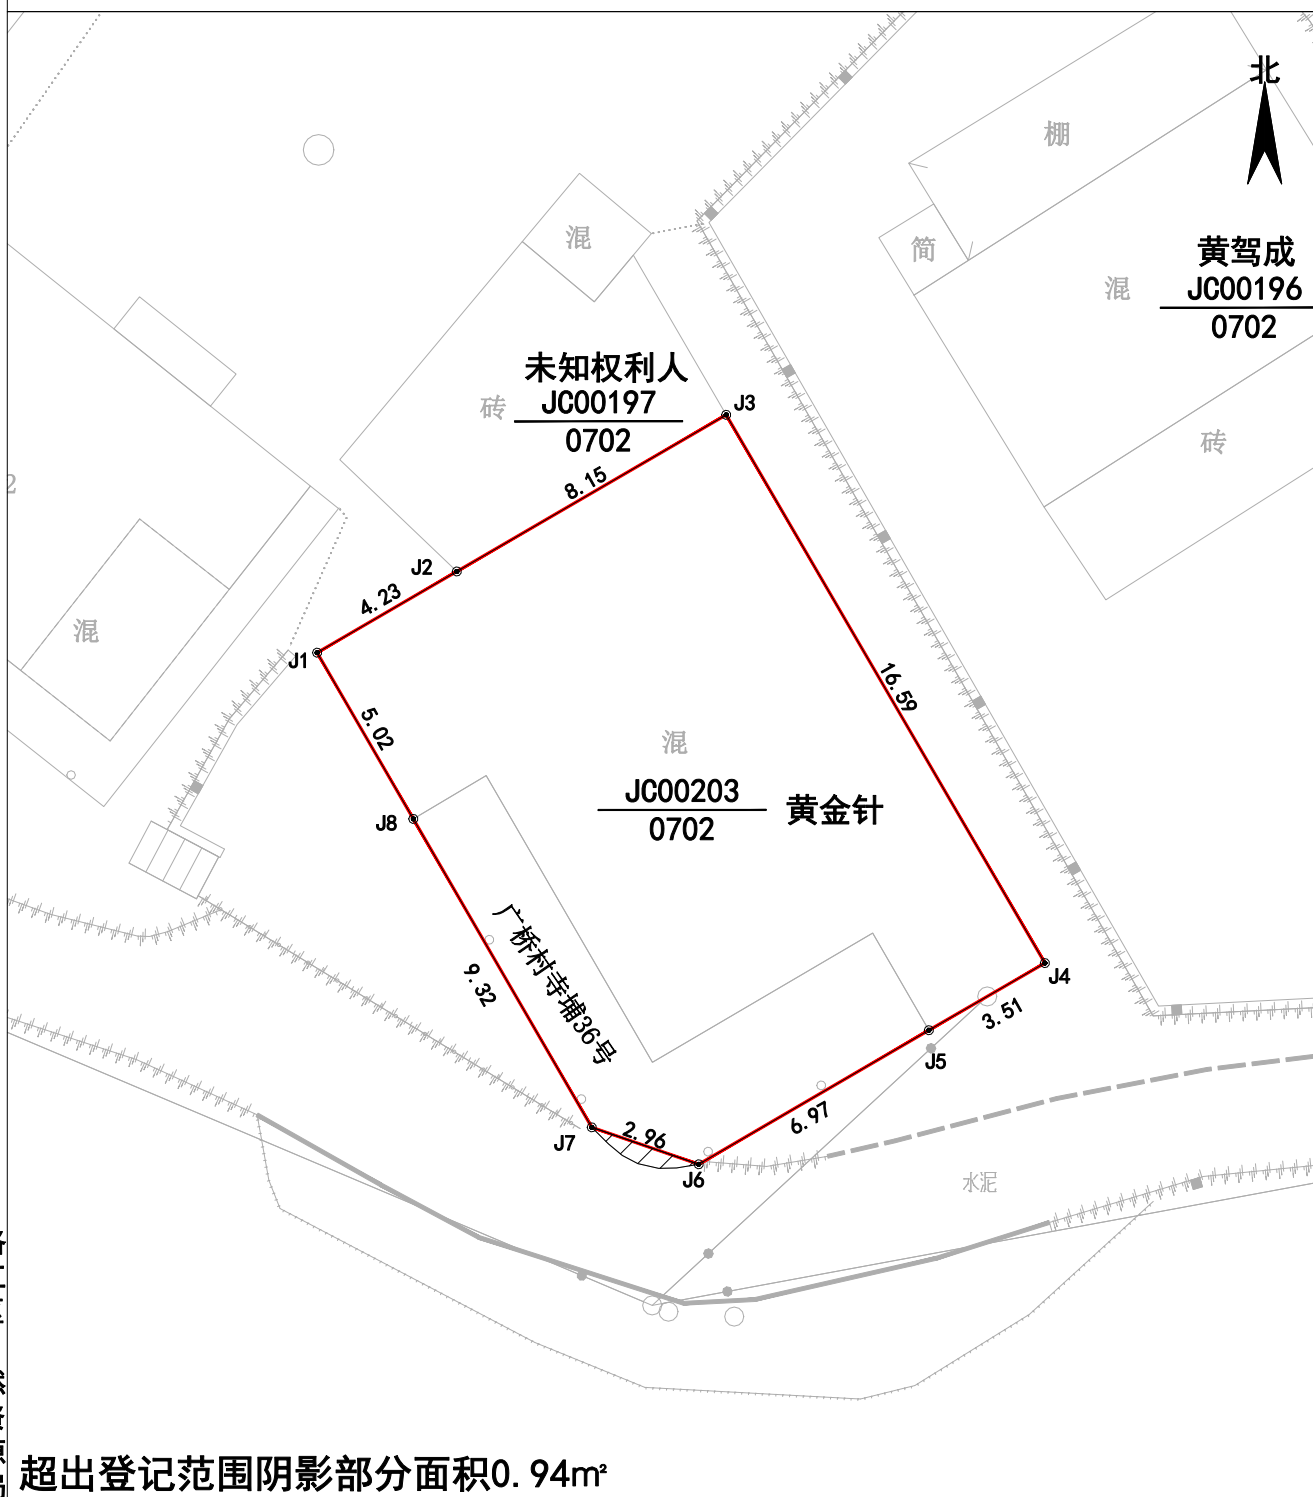 北
棚
混
简
黄驾成
混
JC00196
0702
未知权利人
砖
JC00197
0702
J3
砖
8.15
2
J2
4.23
混
J1
16.59
5.02
混
JC00203
0702
黄金针
J8
广桥村寺埔36号
9.32
J4
3.51
J5
6.97
2.96
J7
J6
水泥
超出登记范围阴影部分面积0.94㎡